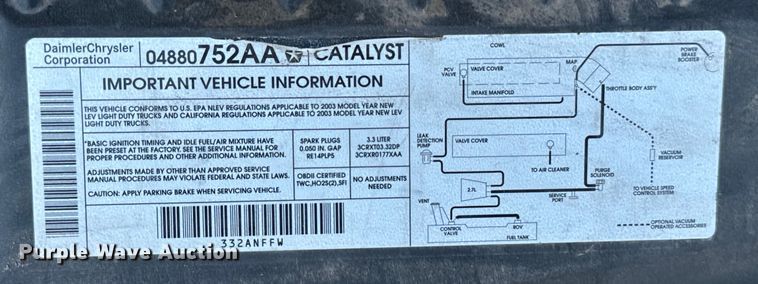 DaimlerChrysler
Corporation
04880752AA CATALYST
IMPORTANT VEHICLE INFORMATION
THIS VEHICLE CONFORMS TO U.S. EPA NLEV REGULATIONS APPLICABLE TO 2003 MODEL YEAR NEW
LEV LIGHT DUTY TRUCKS AND CALIFORNIA REGULATIONS APPLICABLE TO 2003 MODEL YEAR NEW
LEV LIGHT DUTY TRUCKS.
*BASIC IGNITION TIMING AND IDLE FUEL/AIR MIXTURE HAVE
BEEN PRESET AT THE FACTORY. SEE THE SERVICE MANUAL FOR
PROPER PROCEDURES AND OTHER ADDITIONAL INFORMATION.
SPARK PLUGS
0.050 IN. GAP
RE14PLP5
3.3 LITER
3CRXT03.32DP
3CRXR0177XAA
ADJUSTMENTS MADE BY OTHER THAN APPROVED SERVICE
MANUAL PROCEDURES MAY VIOLATE FEDERAL AND STATE LAWS.
CAUTION: APPLY PARKING BRAKE WHEN SERVICING VEHICLE.
OBDII CERTIFIED
TWC,HO2S(2),SFI
NO ADJUSTMENTS
NEEDED
332ANFFW
COWL
PCV
VALVE
VALVE COVER
INTAKE MANIFOLD
MAP
POWER
BRAKE
BOOSTER
THROTTLE BODY ASS'Y
LEAK
DETECTION
PUMP
VALVE COVER
TO AIR CLEANER
VACUUM
RESERVOIR
2.7L
SERVICE
PORT
PURGE
SOLENOID
TO VEHICLE SPEED
CONTROL SYSTEM
VENT
CONTROL
VALVE
ROV
FUEL TANK
OPTIONAL VACUUM
OPERATED ACCESSORIES
Purple Wave Auction